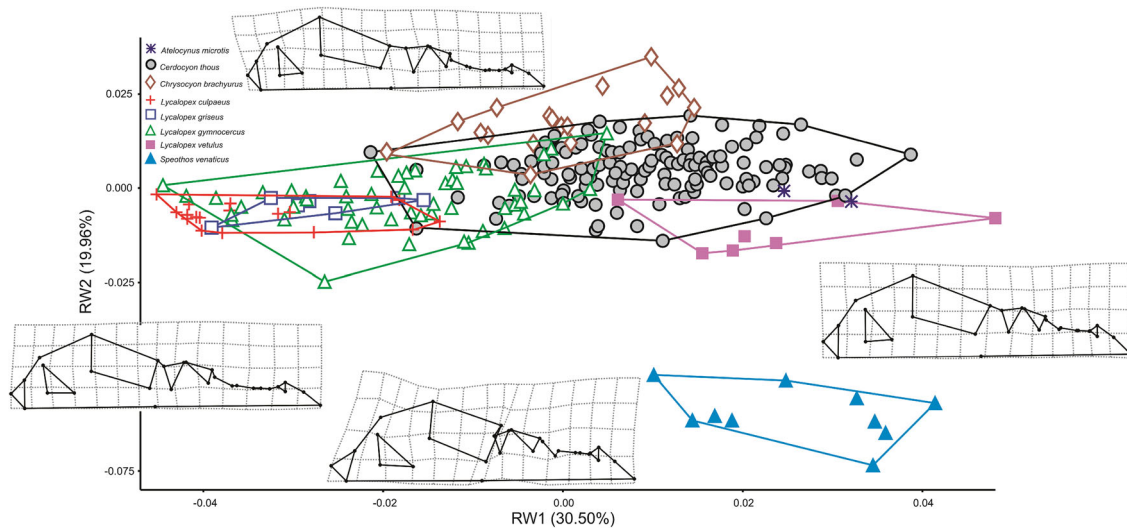 Atelocynus microtis
Cerdocyon thous
Chrysocyon brachyurus
Lycalopex culpaeus
Lycalopex griseus
Lycalopex gymnocercus
Lycalopex vetulus
Speothos venaticus
RW2 (19.96%)
0.025
0.000
-0.025
-0.075
-0.04
-0.02
0.00
0.02
0.04
RW1 (30.50%)